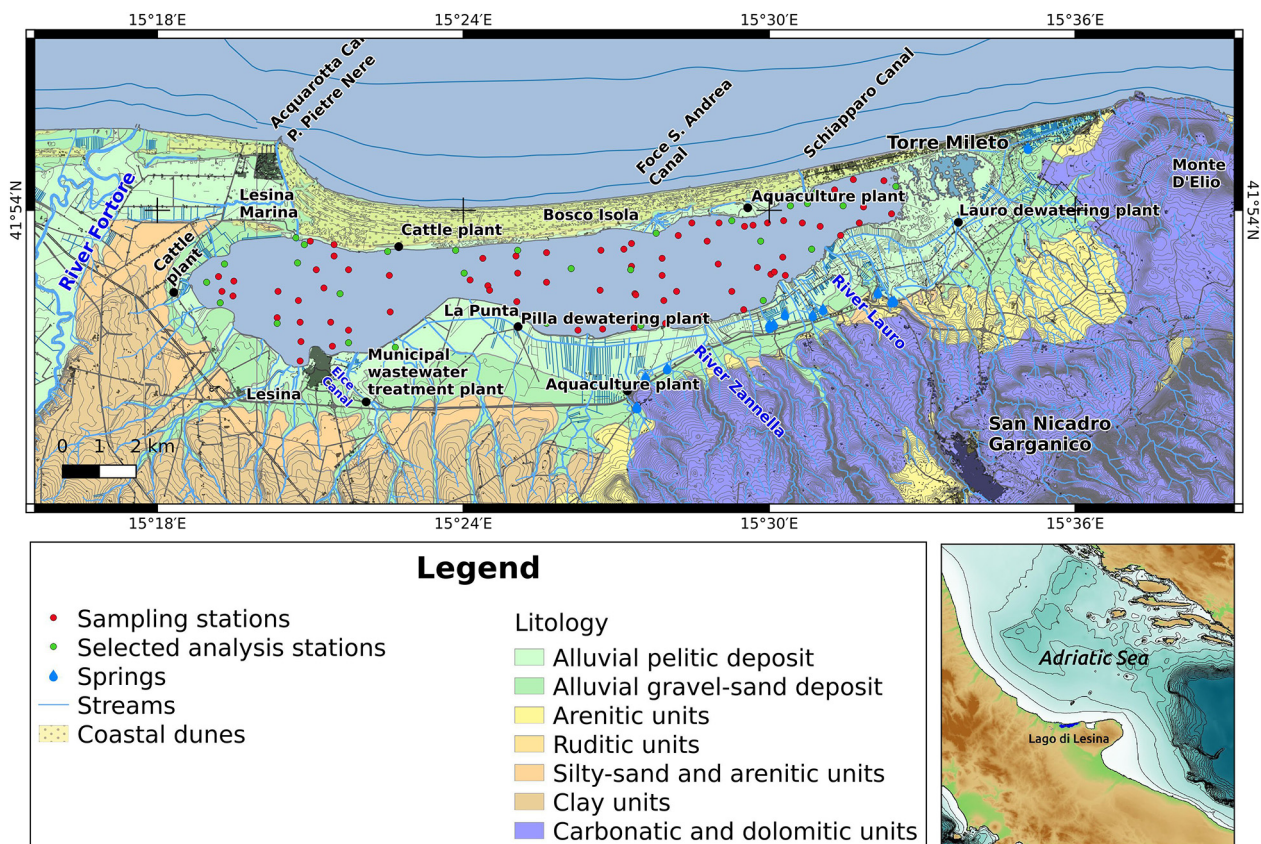 15°18′E 15°24′E 15°30′E 15°36′E
Acquarotta
P. Pietre Nere
Foce S. Andrea
Canal
Schiapparo Canal
Torre Mileto
Monte
D'Elio
41°54′N
41°54′N
River Fortore
Lesina
Marina
Bosco Isola
Aquaculture plant
Lauro dewatering plant
Cattle plant
Cattle
plant
La Punta
Pilla dewatering plant
River Lauro
Municipal
wastewater
treatment plant
Elce
Canal
Lesina
Aquaculture plant
River Zannella
San Nicadro
Garganico
0 1 2 km
15°18′E 15°24′E 15°30′E 15°36′E
Legend
Sampling stations
Selected analysis stations
Springs
Streams
Coastal dunes
Litology
Alluvial pelitic deposit
Alluvial gravel-sand deposit
Arenitic units
Ruditic units
Silty-sand and arenitic units
Clay units
Carbonatic and dolomitic units
Adriatic Sea
Lago di Lesina